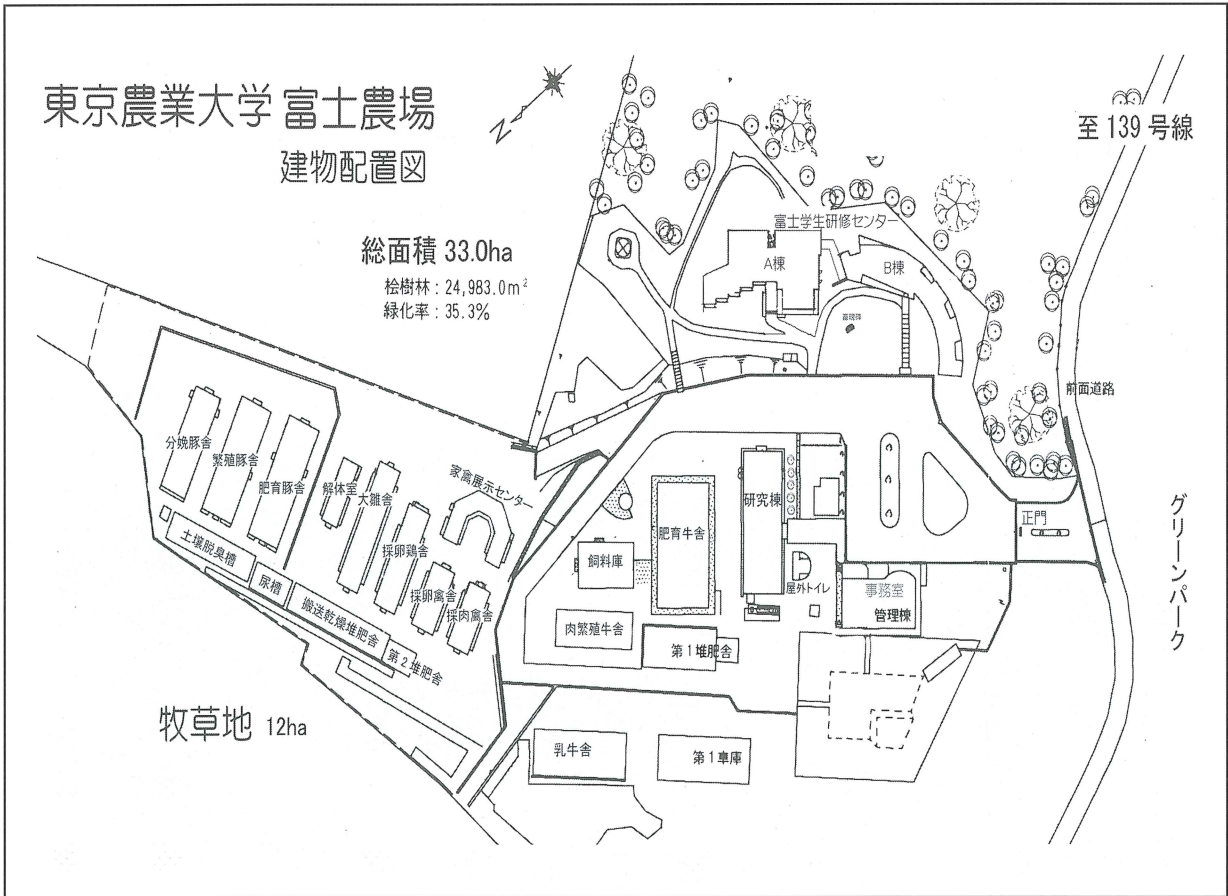 東京農業大学 富士農場
建物配置図
N
総面積 33.0ha
桧樹林：24,983.0m²
緑化率：35.3%
至 139 号線
富士学生研修センター
A棟
B棟
前面道路
グリーンパーク
正門
分娩豚舎
繁殖豚舎
肥育豚舎
解体室
大雛舎
採卵鶏舎
採卵禽舎
採肉禽舎
家禽展示センター
土壌脱臭槽
尿槽
搬送乾燥堆肥舎
第2堆肥舎
飼料庫
肥育牛舎
研究棟
屋外トイレ
事務室
管理棟
肉繁殖牛舎
第1堆肥舎
牧草地 12ha
乳牛舎
第1車庫